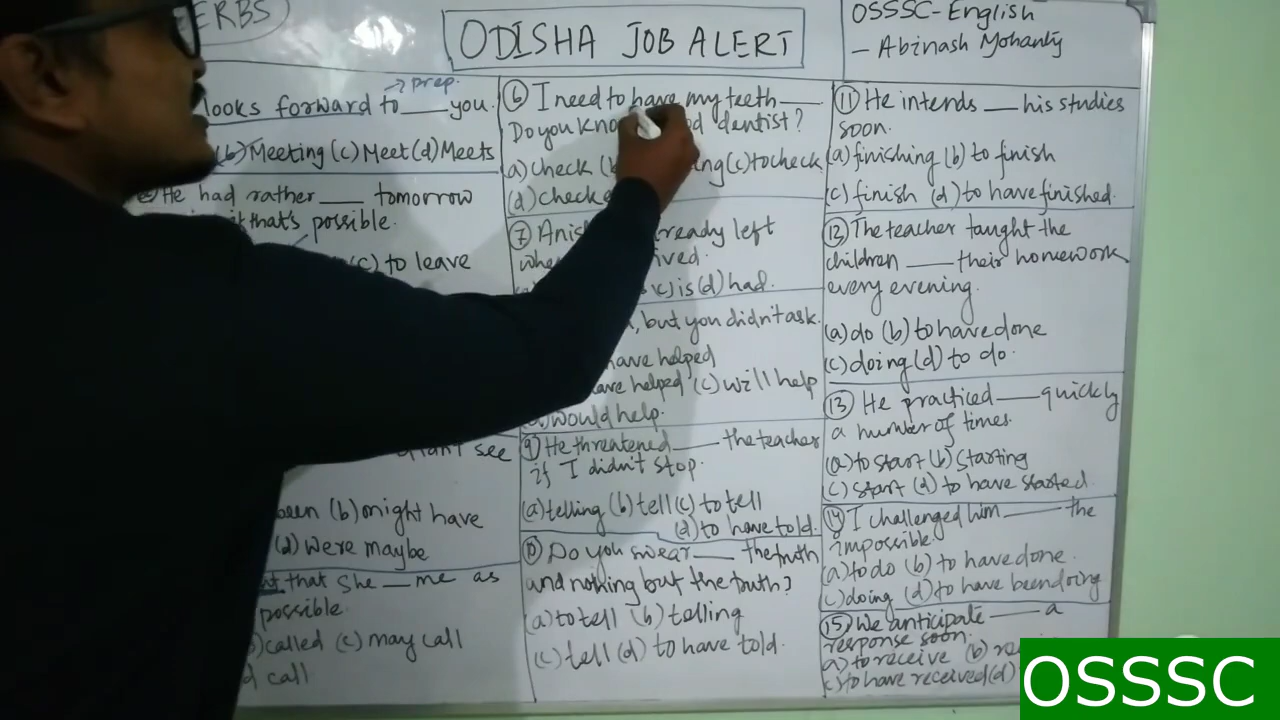 ERBS
ODISHA JOB ALERT
OSSSC-English
- Abinash Mohanty
prep.
looks forward to ___ you.
(b) Meeting (c) Meet (d) Meets
He had rather ___ tomorrow
that's possible.
(c) to leave
can't see
been (b) might have
(d) Were maybe
that She ___ me as
possible.
called (c) may call
call
(6) I need to have my teeth ___.
Do you dentist?
(a) check (c) to check
(d)
(7) left
(c) is (d) had.
, but you didn't ask.
have helped
have helped (c) will help
would help.
(9) He threatened ___ the teacher
if I didn't stop.
(a) telling (b) tell (c) to tell
(d) to have told.
(10) Do you swear ___ the truth
and nothing but the truth?
(a) to tell (b) telling
(c) tell (d) to have told.
(11) He intends ___ his studies
soon.
(a) finishing (b) to finish
(c) finish (d) to have finished.
(12) The teacher taught the
children ___ their homework
every evening.
(a) do (b) to have done
(c) doing (d) to do.
(13) He practiced ___ quickly
a number of times.
(a) to start (b) Starting
(c) start (d) to have started.
(14) I challenged him ___ the
impossible
(a) to do (b) to have done.
(c) doing (d) to have been doing
(15) We anticipate ___ a
response soon.
(a) to receive (b)
(c) to have received (d)
OSSSC